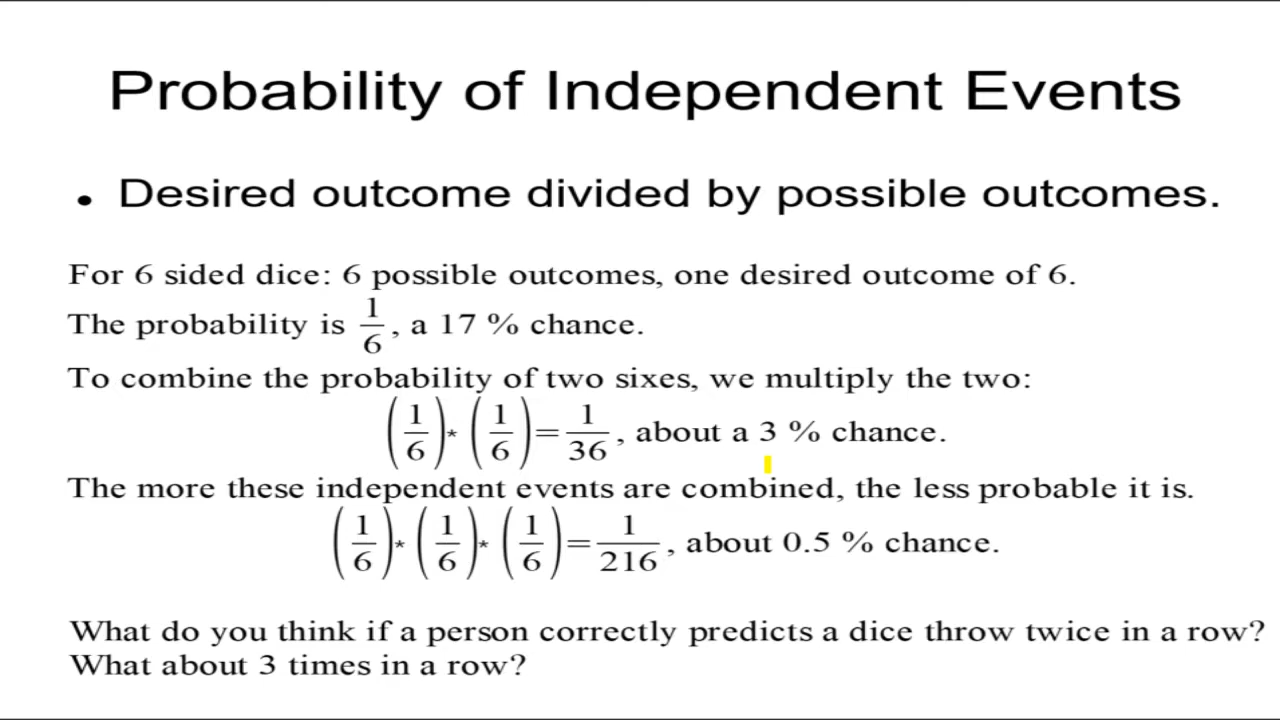 Probability of Independent Events
• Desired outcome divided by possible outcomes.
For 6 sided dice: 6 possible outcomes, one desired outcome of 6.
The probability is 1/6, a 17 % chance.
To combine the probability of two sixes, we multiply the two:
(1/6)*(1/6)=1/36, about a 3 % chance.
The more these independent events are combined, the less probable it is.
(1/6)*(1/6)*(1/6)=1/216, about 0.5 % chance.
What do you think if a person correctly predicts a dice throw twice in a row?
What about 3 times in a row?